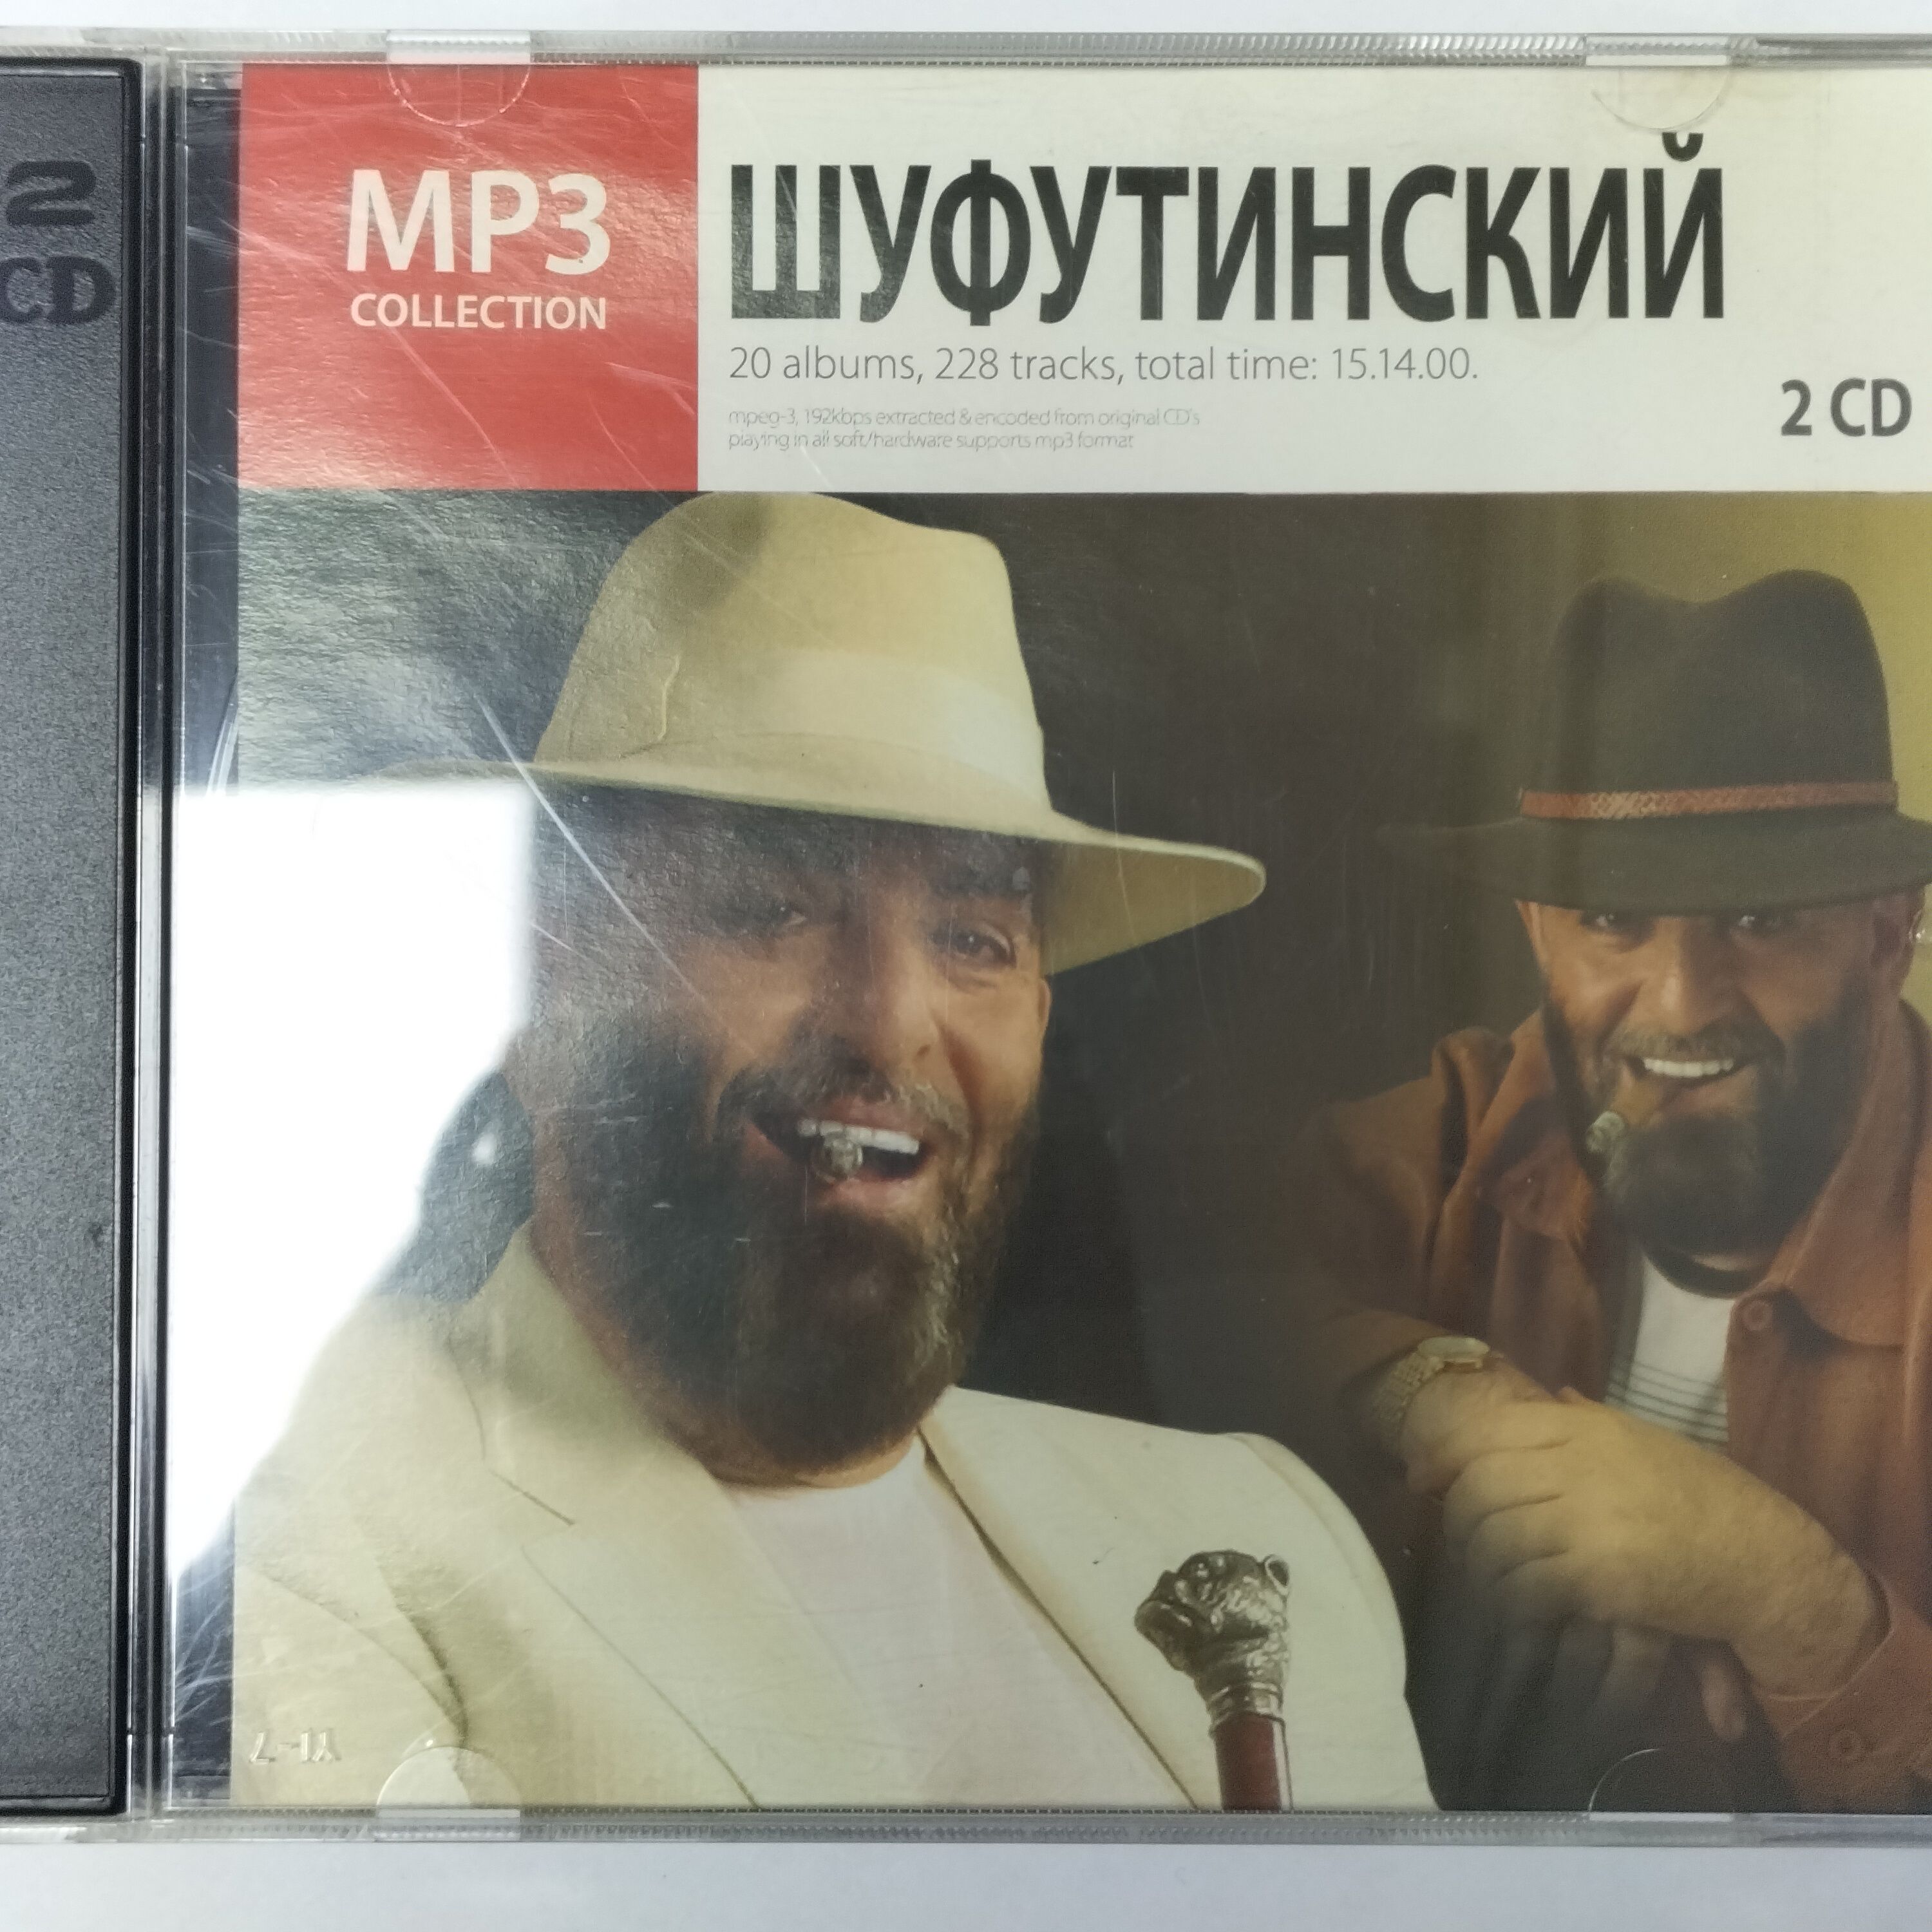 2
CD
MP3
COLLECTION
ШУФУТИНСКИЙ
20 albums, 228 tracks, total time: 15.14.00.
2 CD
mpeg-3, 192kbps extracted & encoded from original CD's
playing in all soft/hardware supports mp3 format